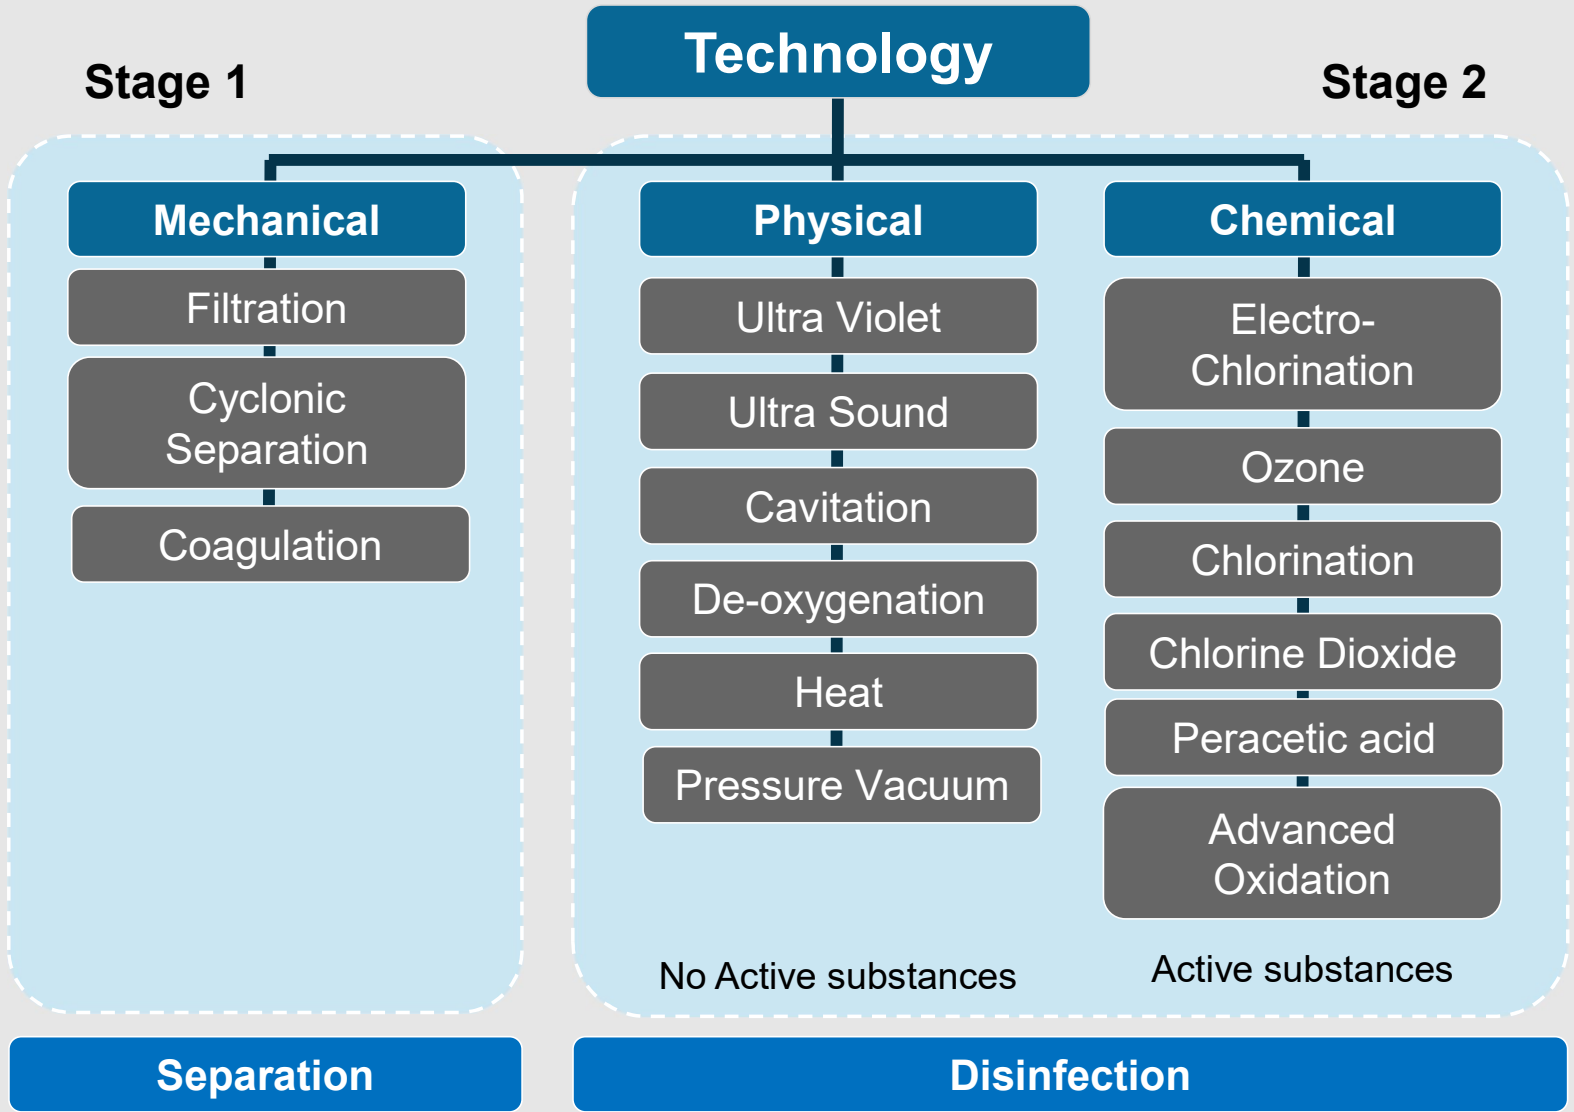 Technology
Stage 1
Stage 2
Mechanical
Filtration
Cyclonic
Separation
Coagulation
Physical
Ultra Violet
Ultra Sound
Cavitation
De-oxygenation
Heat
Pressure Vacuum
No Active substances
Chemical
Electro-
Chlorination
Ozone
Chlorination
Chlorine Dioxide
Peracetic acid
Advanced
Oxidation
Active substances
Separation
Disinfection